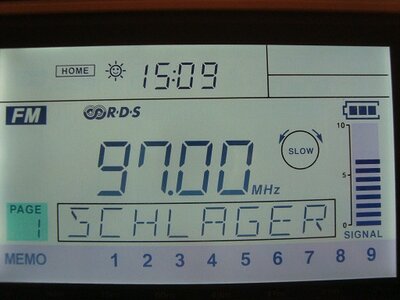 HOME 15:09
FM R·D·S
97.00 MHz
SLOW
10
5
0
SIGNAL
PAGE
1
SCHLAGER
MEMO 1 2 3 4 5 6 7 8 9